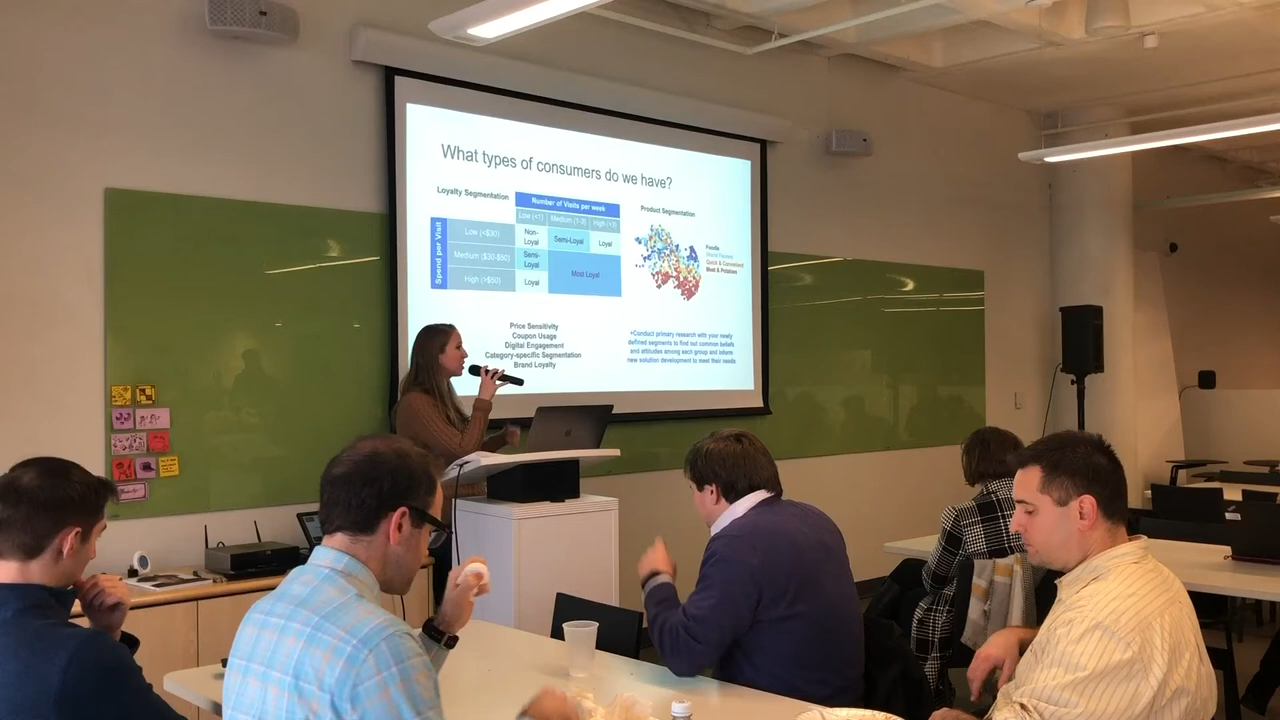 What types of consumers do we have?
Loyalty Segmentation
Number of Visits per week
Low (<1) Medium (1-3) High (>3)
Spend per Visit
Low (<$30) Non-Loyal Semi-Loyal Loyal
Medium ($30-$50) Semi-Loyal Most Loyal
High (>$50) Loyal
Product Segmentation
Foodie
Quick & Convenient
Meat & Potatoes
Price Sensitivity
Coupon Usage
Digital Engagement
Category-specific Segmentation
Brand Loyalty
+Conduct primary research with your newly
defined segments to find out common beliefs
and attitudes among each group and inform
new solution development to meet their needs